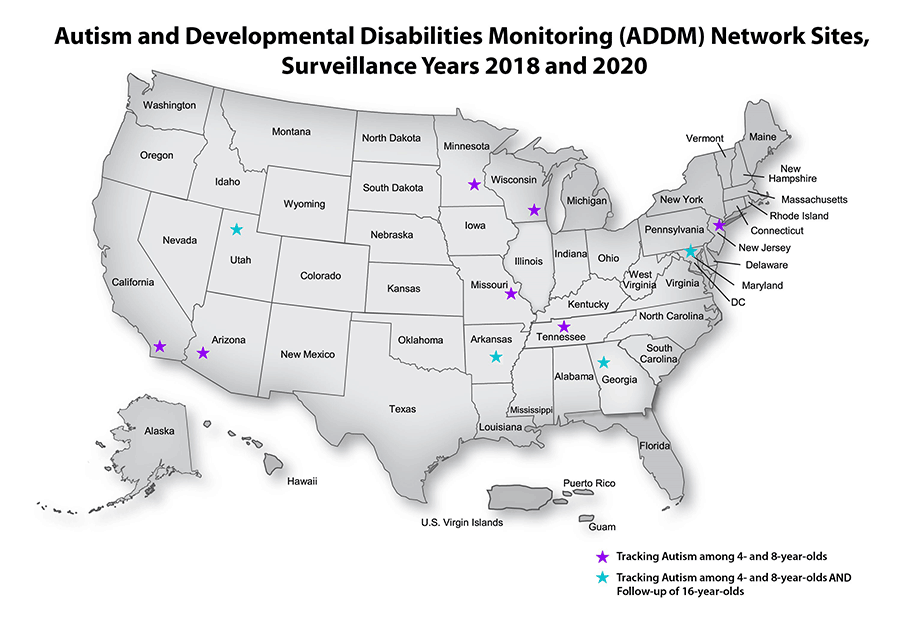 Autism and Developmental Disabilities Monitoring (ADDM) Network Sites,
Surveillance Years 2018 and 2020
Washington
Oregon
Idaho
Montana
North Dakota
Minnesota
South Dakota
Wyoming
Wisconsin
Michigan
Vermont
Maine
New
Hampshire
Massachusetts
Rhode Island
Connecticut
New York
Pennsylvania
New Jersey
Delaware
Maryland
DC
Nevada
Utah
Colorado
Nebraska
Iowa
Illinois
Indiana
Ohio
West
Virginia
Virginia
California
Kansas
Missouri
Kentucky
North Carolina
Arizona
New Mexico
Oklahoma
Arkansas
Tennessee
South
Carolina
Texas
Louisiana
Mississippi
Alabama
Georgia
Florida
Alaska
Hawaii
Puerto Rico
U.S. Virgin Islands
Guam
Tracking Autism among 4- and 8-year-olds
Tracking Autism among 4- and 8-year-olds AND
Follow-up of 16-year-olds